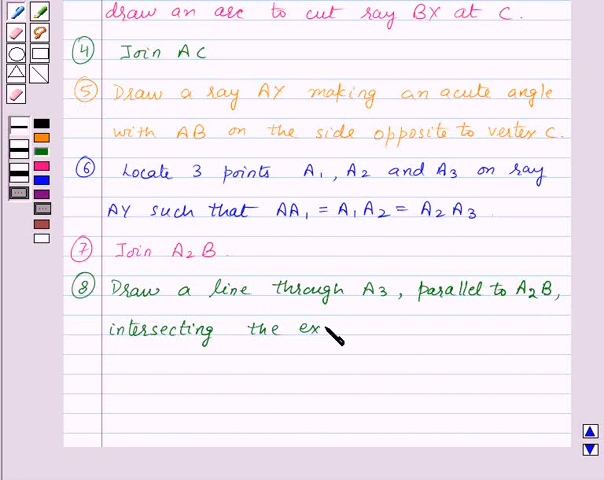 draw an arc to cut ray BX at C.
④ Join AC
⑤ Draw a ray AY making an acute angle
with AB on the side opposite to vertex C.
⑥ Locate 3 points A₁, A₂ and A₃ on ray
AY such that AA₁ = A₁A₂ = A₂A₃
⑦ Join A₂B.
⑧ Draw a line through A₃, parallel to A₂B,
intersecting the ex